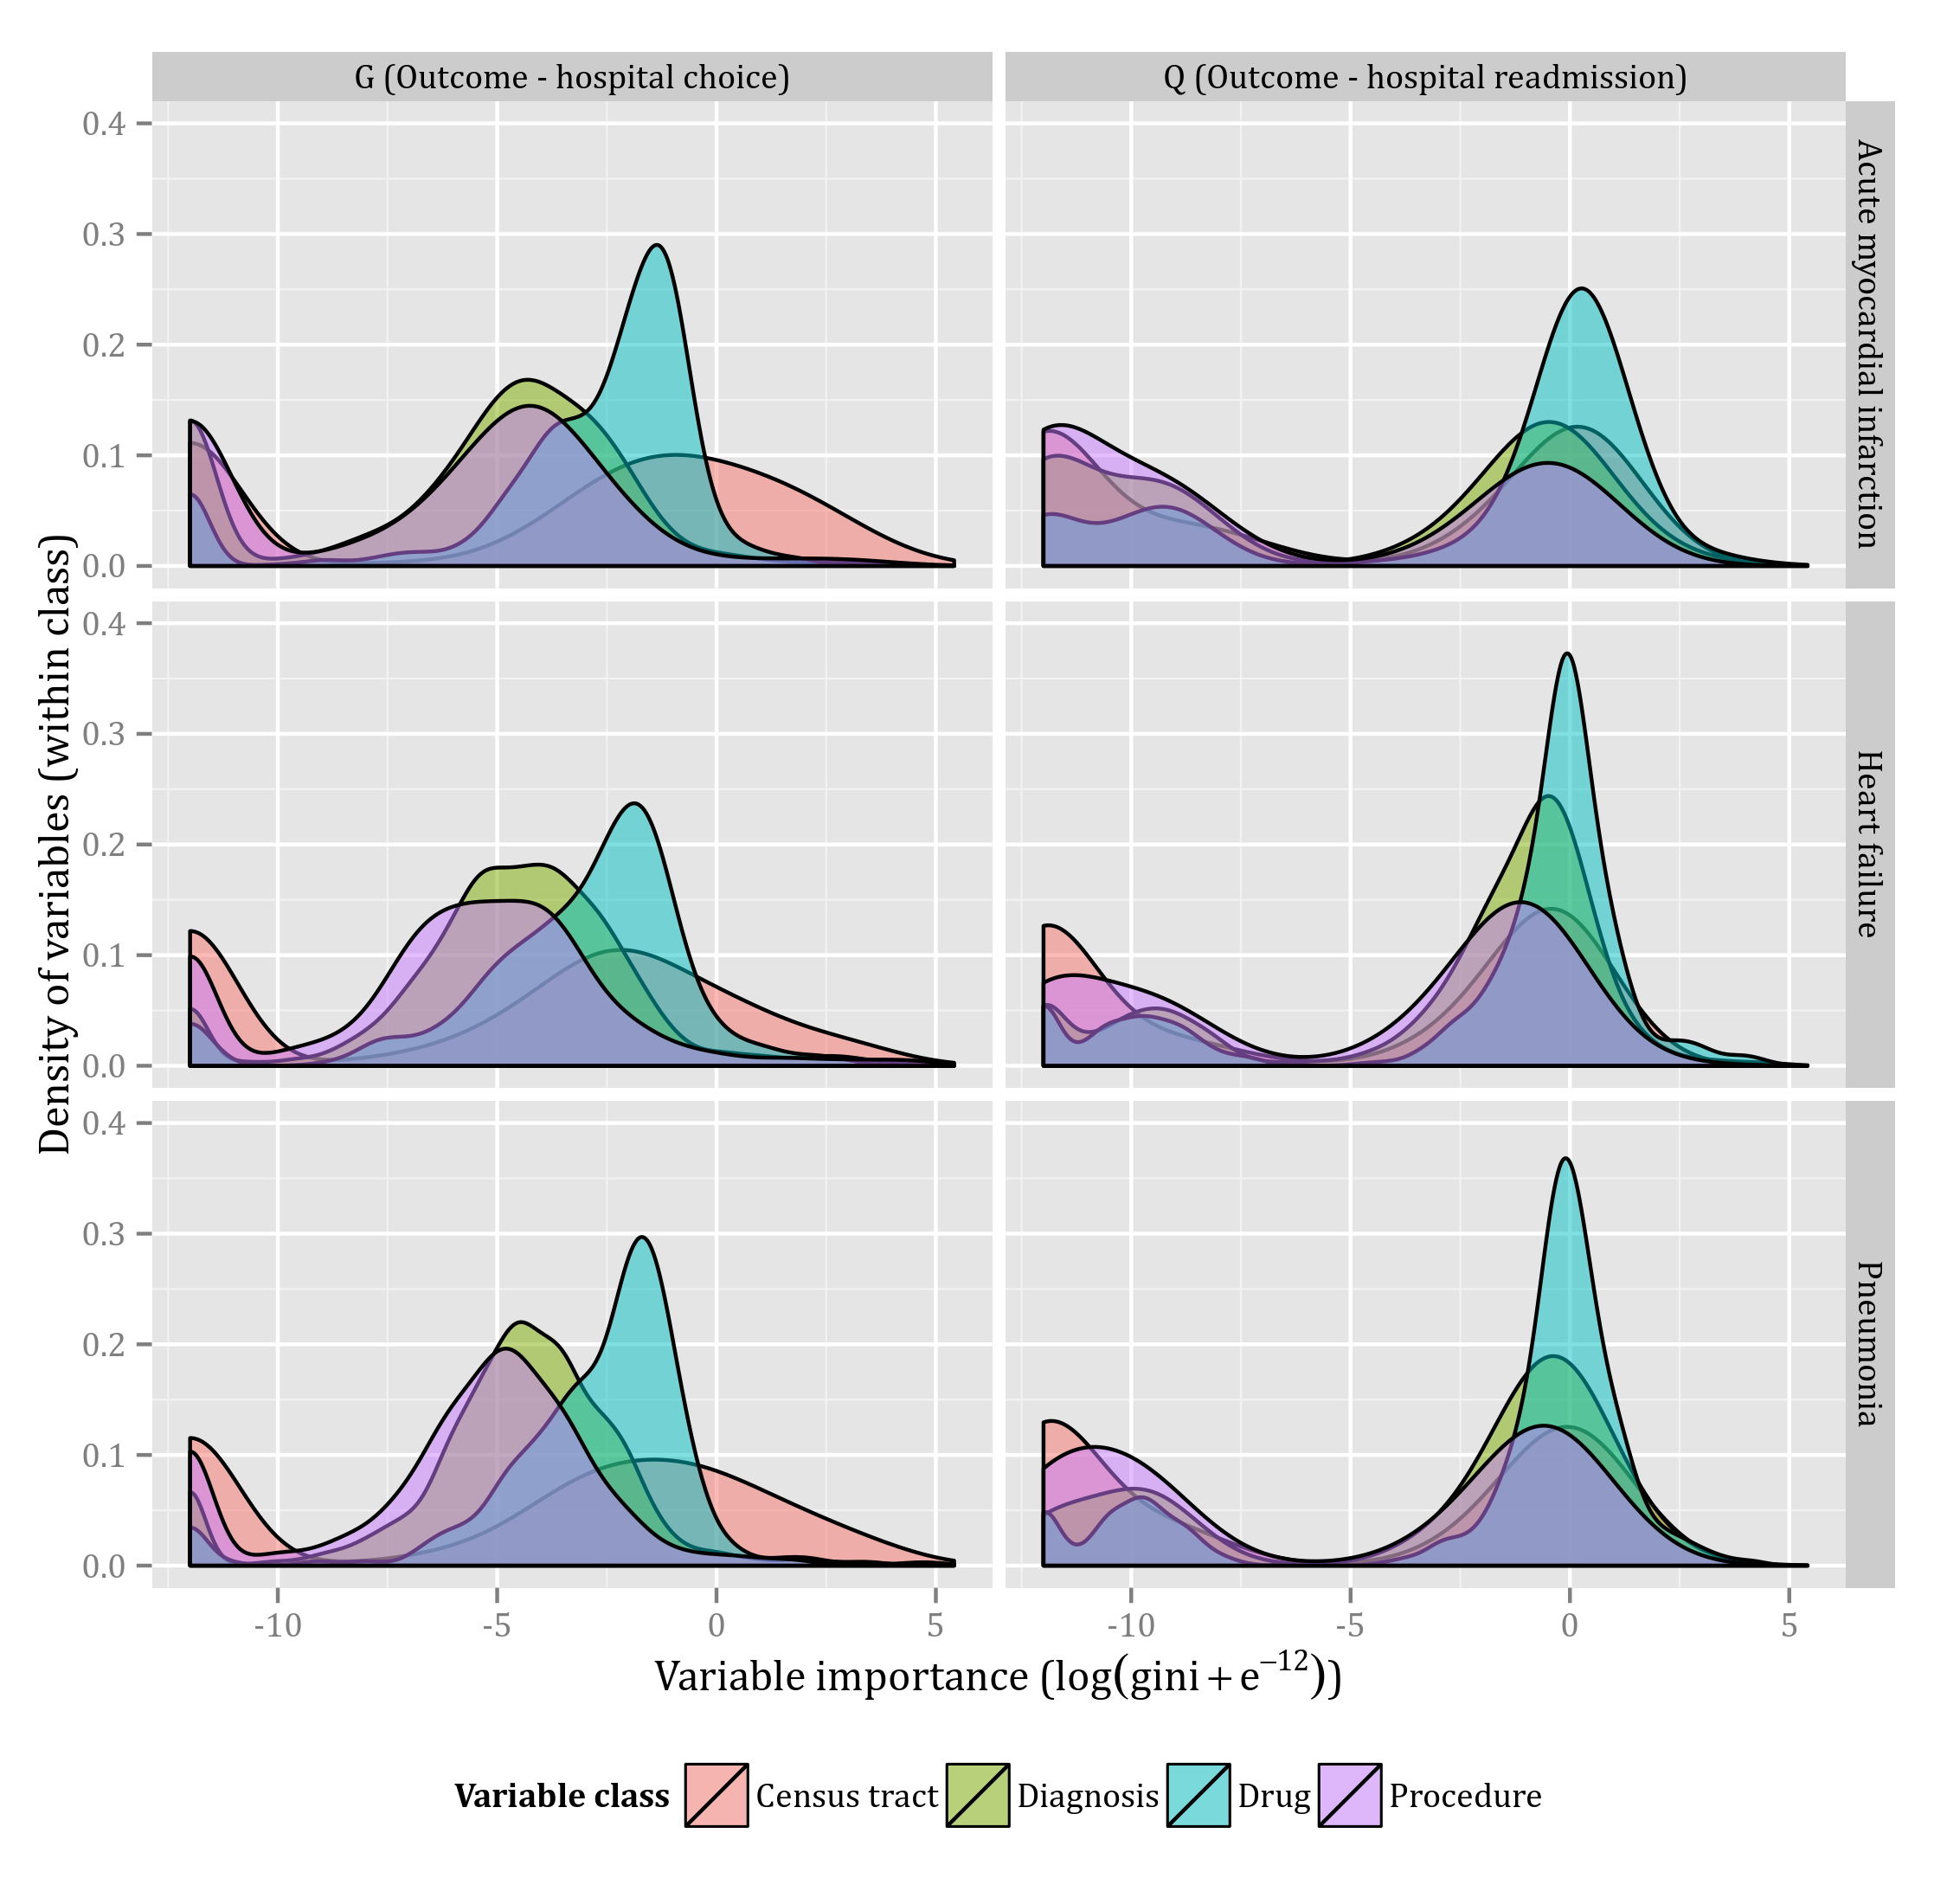 G (Outcome - hospital choice)
Q (Outcome - hospital readmission)
Density of variables (within class)
0.4
0.3
0.2
0.1
0.0
Acute myocardial infarction
0.4
0.3
0.2
0.1
0.0
Heart failure
0.4
0.3
0.2
0.1
0.0
Pneumonia
-10 -5 0 5
-10 -5 0 5
Variable importance (log(gini + e⁻¹²))
Variable class Census tract Diagnosis Drug Procedure